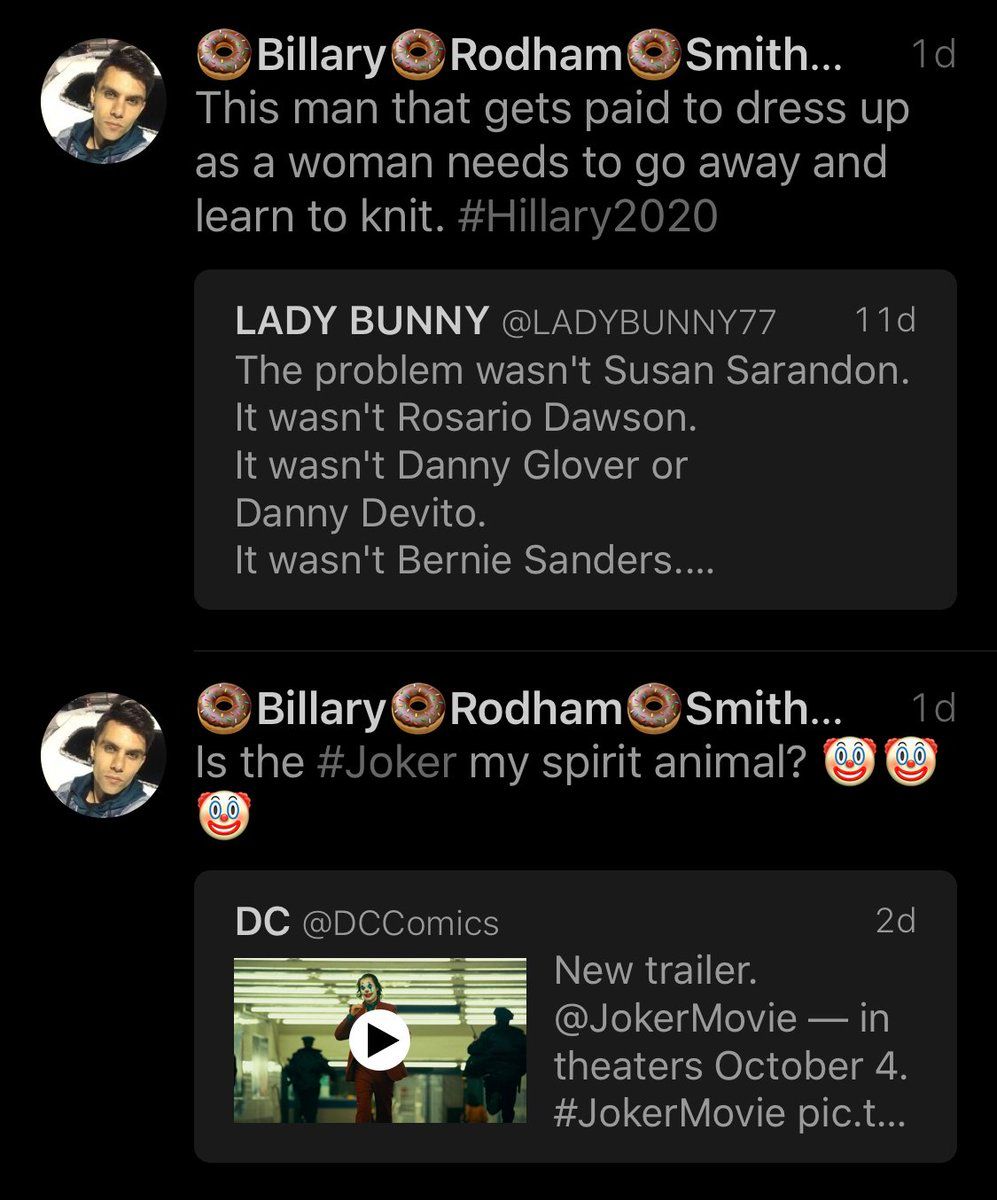 🍩Billary🍩Rodham🍩Smith... 1d
This man that gets paid to dress up
as a woman needs to go away and
learn to knit. #Hillary2020
LADY BUNNY @LADYBUNNY77 11d
The problem wasn't Susan Sarandon.
It wasn't Rosario Dawson.
It wasn't Danny Glover or
Danny Devito.
It wasn't Bernie Sanders....
🍩Billary🍩Rodham🍩Smith... 1d
Is the #Joker my spirit animal? 🤡🤡
🤡
DC @DCComics 2d
New trailer.
@JokerMovie — in
theaters October 4.
#JokerMovie pic.t...